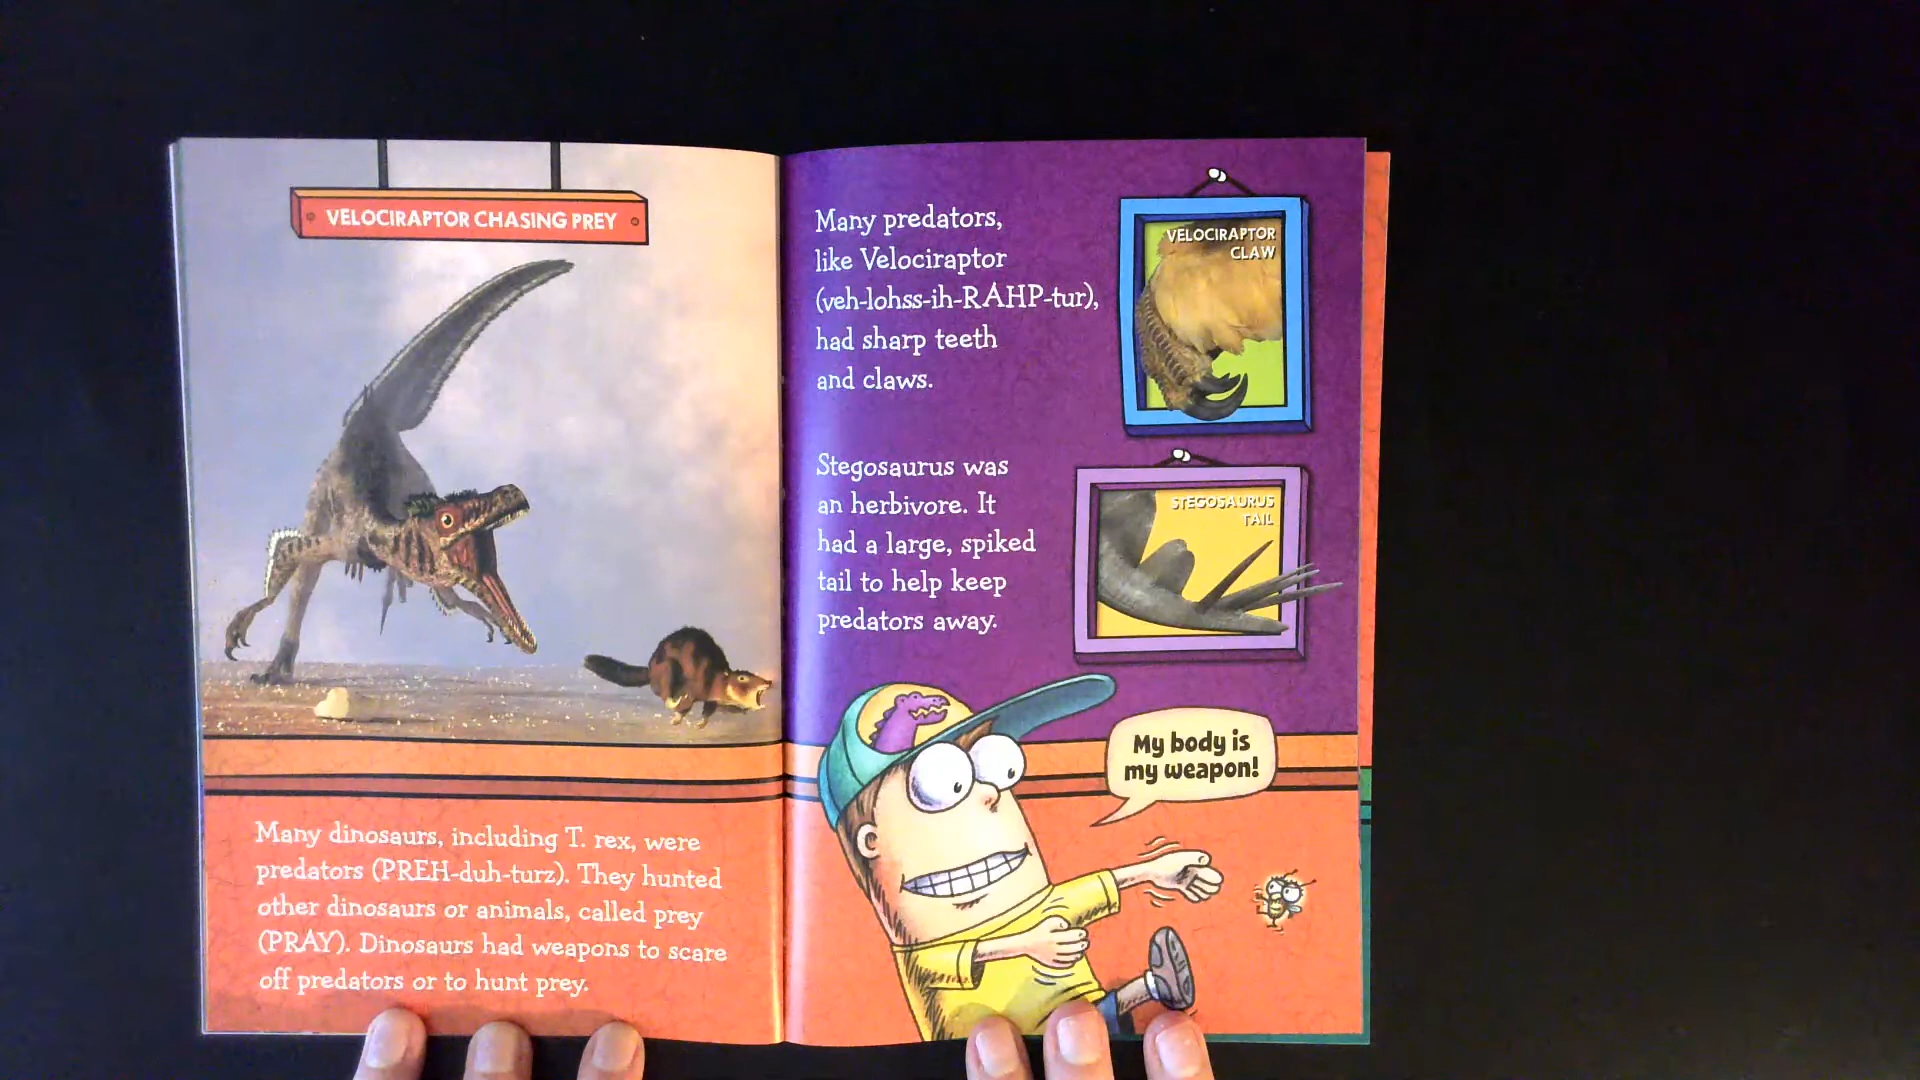 VELOCIRAPTOR CHASING PREY
Many dinosaurs, including T. rex, were
predators (PREH-duh-turz). They hunted
other dinosaurs or animals, called prey
(PRAY). Dinosaurs had weapons to scare
off predators or to hunt prey.
Many predators,
like Velociraptor
(veh-lohss-ih-RAHP-tur),
had sharp teeth
and claws.
VELOCIRAPTOR
CLAW
Stegosaurus was
an herbivore. It
had a large, spiked
tail to help keep
predators away.
STEGOSAURUS
TAIL
My body is
my weapon!